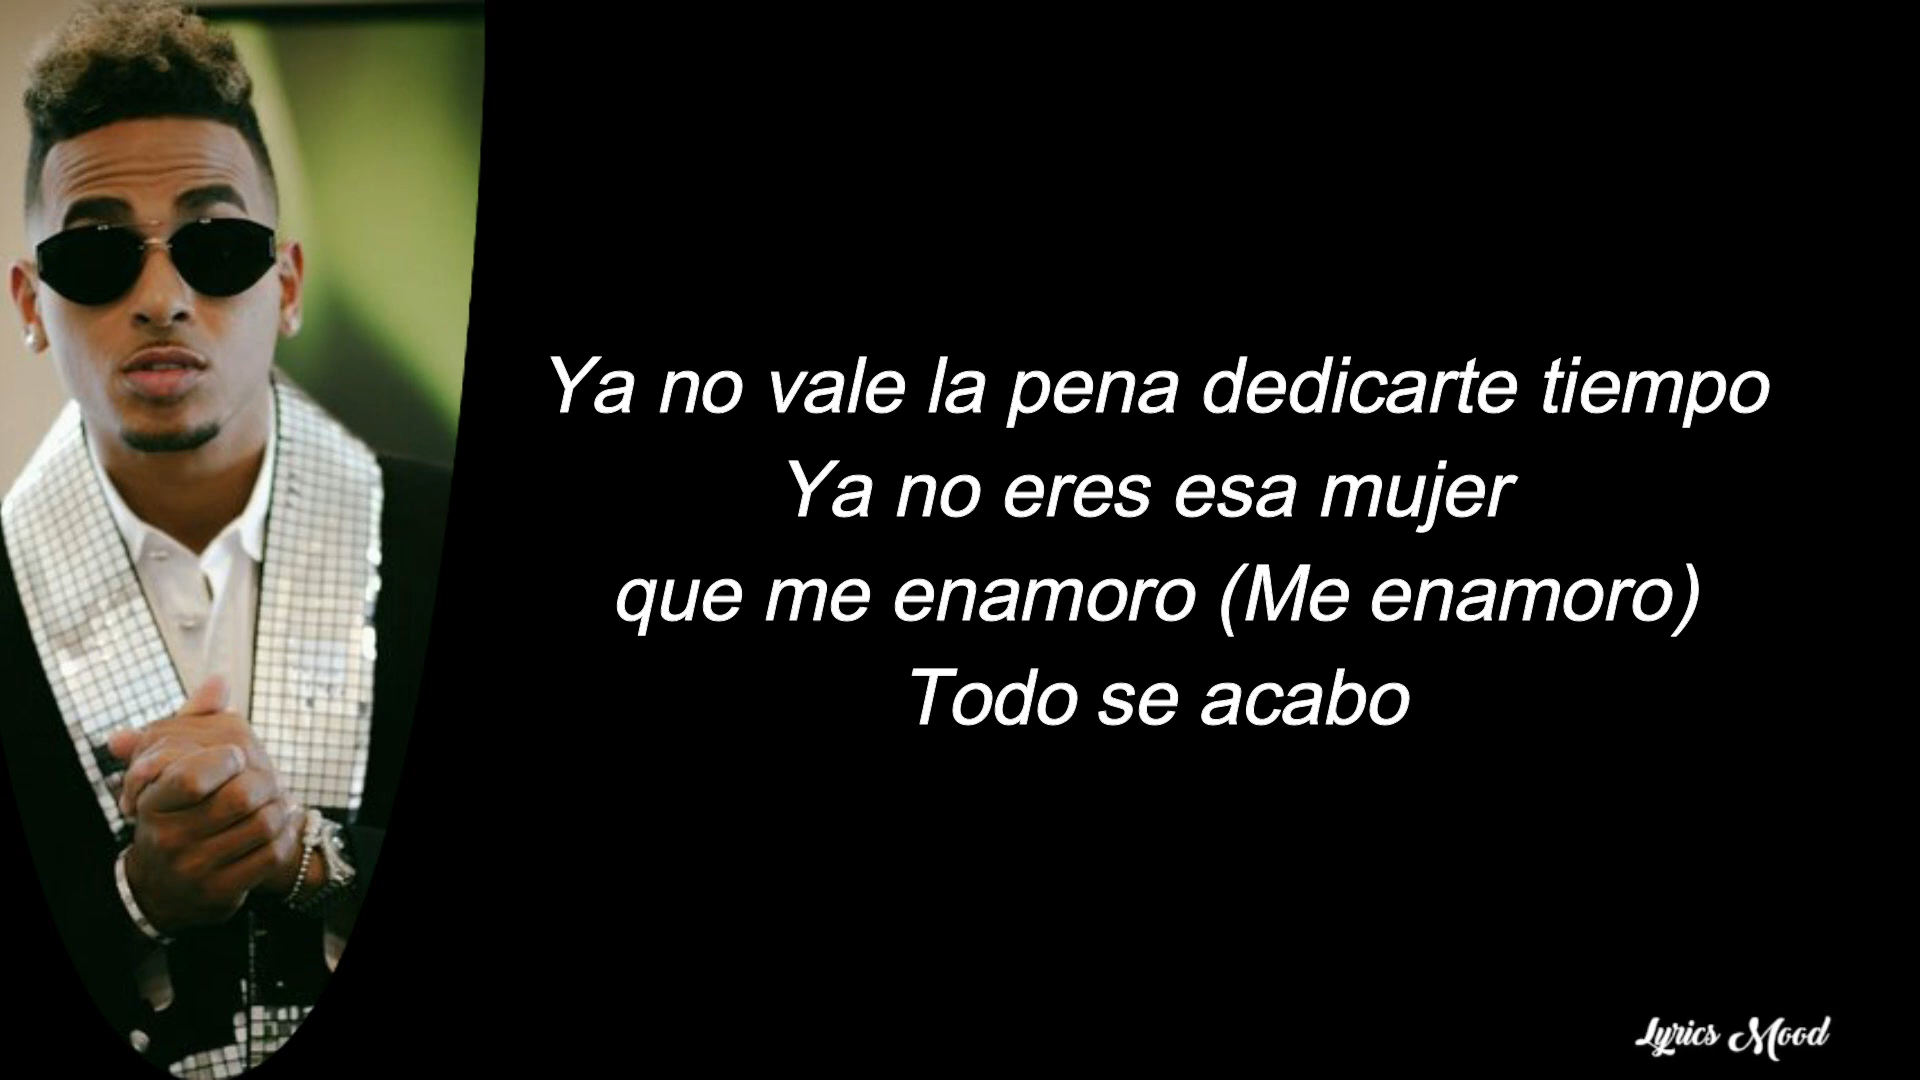 Ya no vale la pena dedicarte tiempo
Ya no eres esa mujer
que me enamoro (Me enamoro)
Todo se acabo
Lyrics Mood